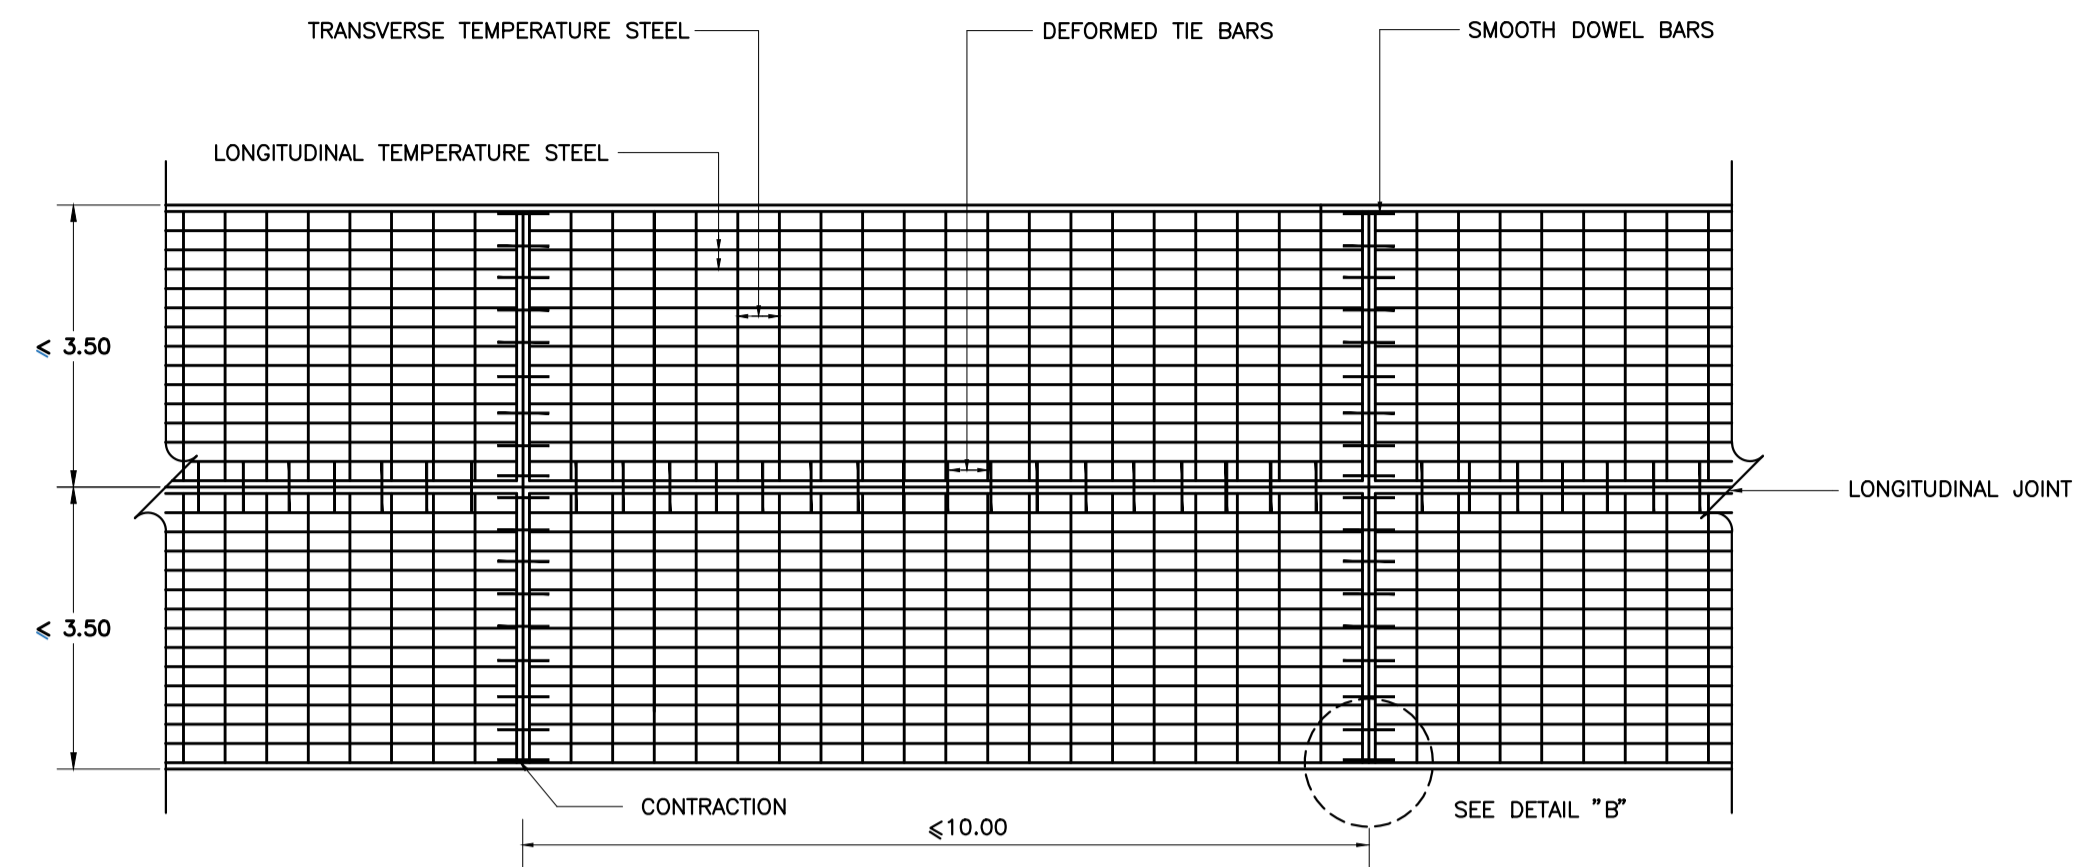 TRANSVERSE TEMPERATURE STEEL
DEFORMED TIE BARS
SMOOTH DOWEL BARS
LONGITUDINAL TEMPERATURE STEEL
⩽ 3.50
LONGITUDINAL JOINT
⩽ 3.50
CONTRACTION
SEE DETAIL "B"
⩽10.00